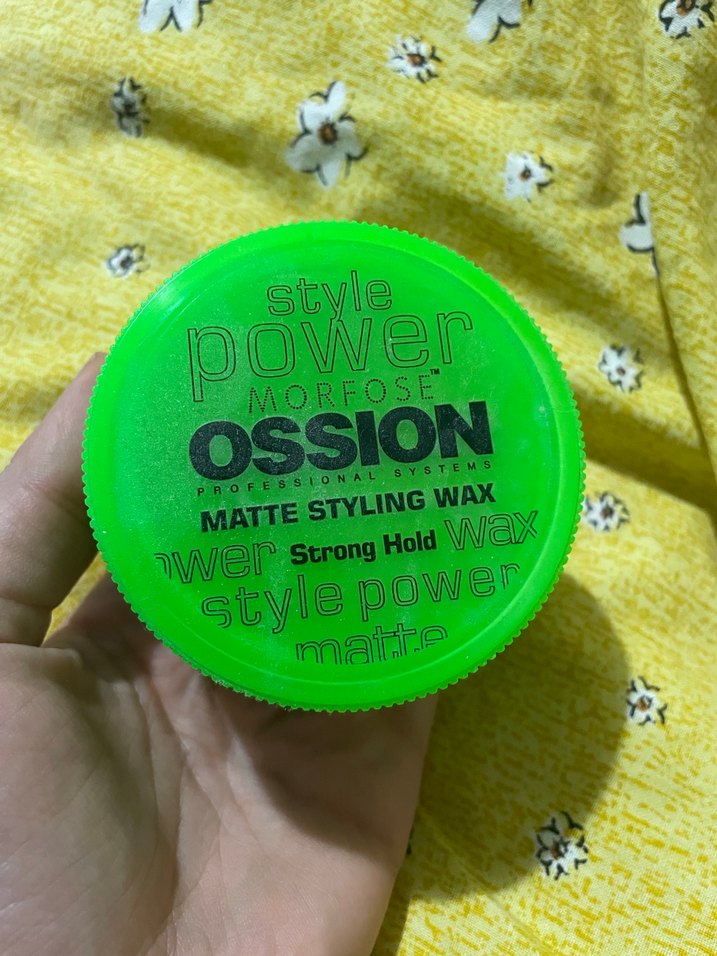 style
power
MORFOSE™
OSSION
PROFESSIONAL SYSTEMS
MATTE STYLING WAX
ower Strong Hold wax
style power
matte